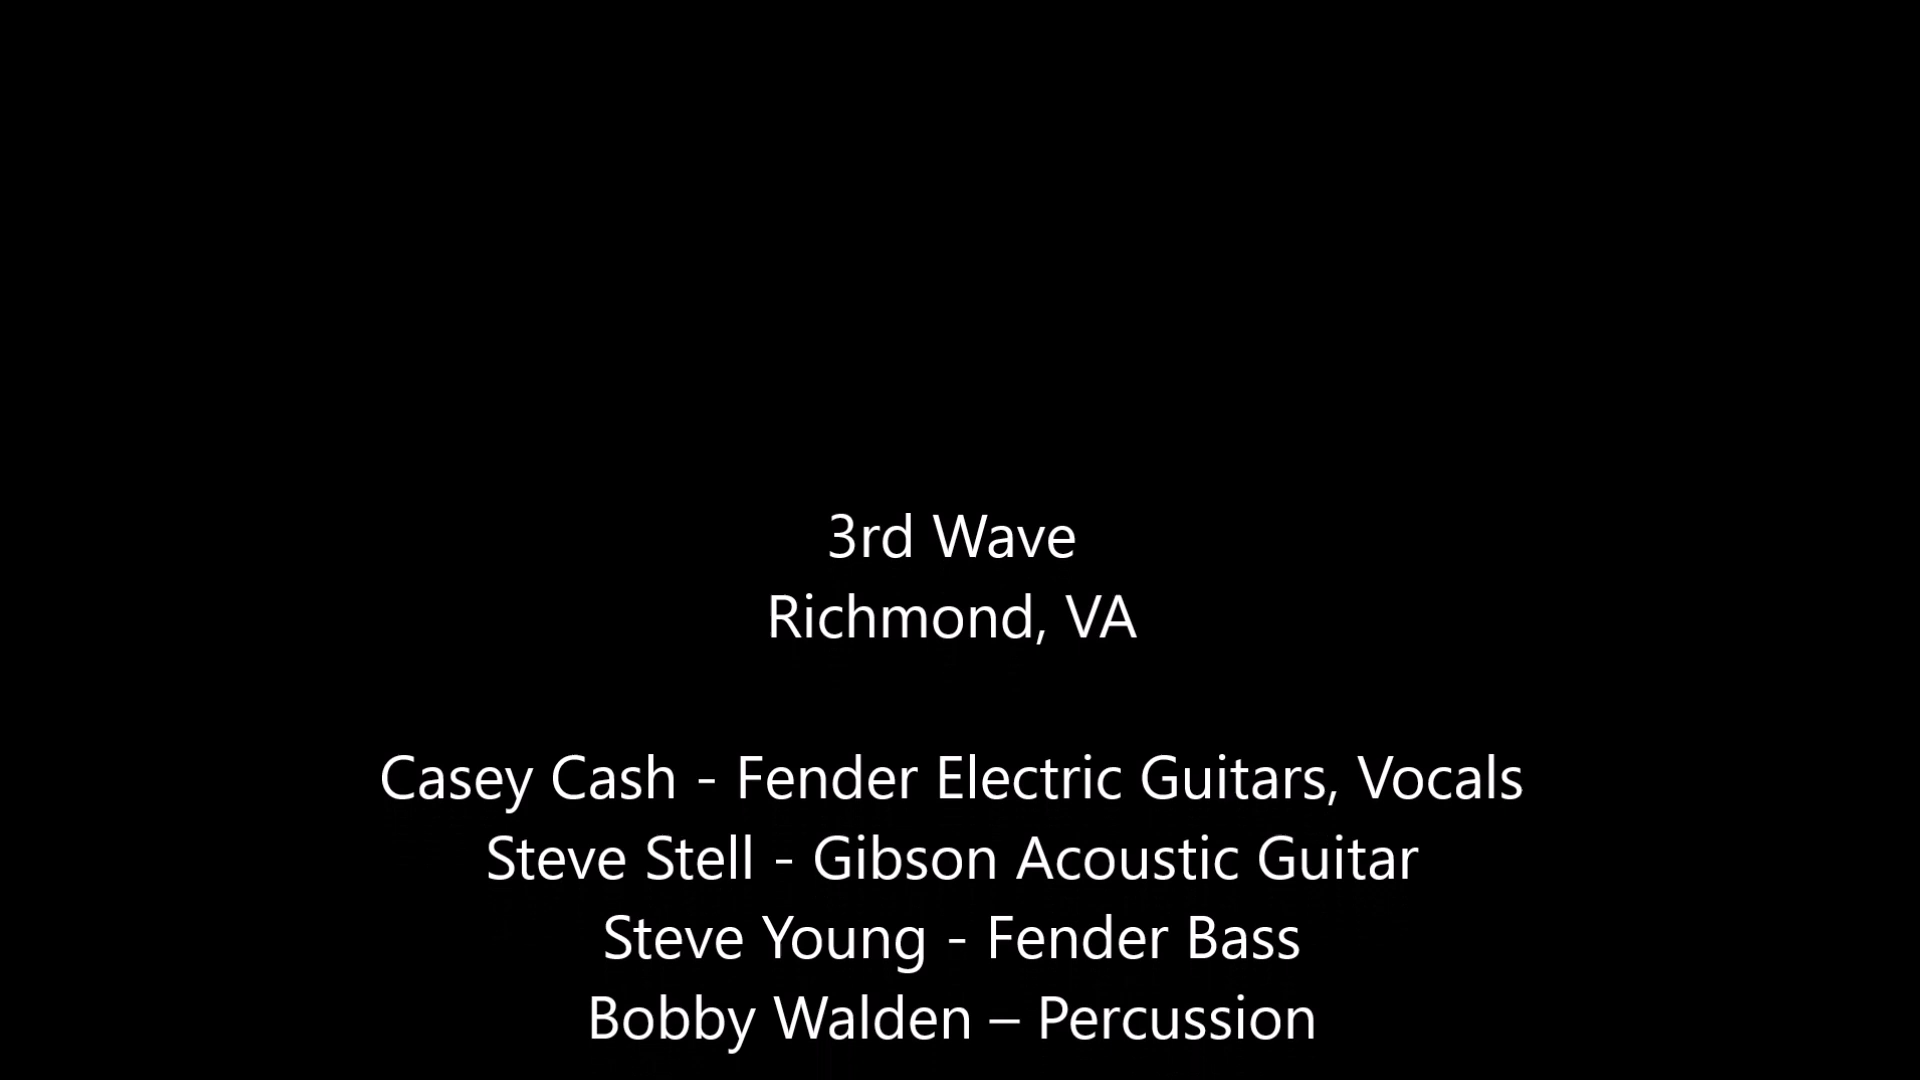 3rd Wave
Richmond, VA
Casey Cash - Fender Electric Guitars, Vocals
Steve Stell - Gibson Acoustic Guitar
Steve Young - Fender Bass
Bobby Walden – Percussion